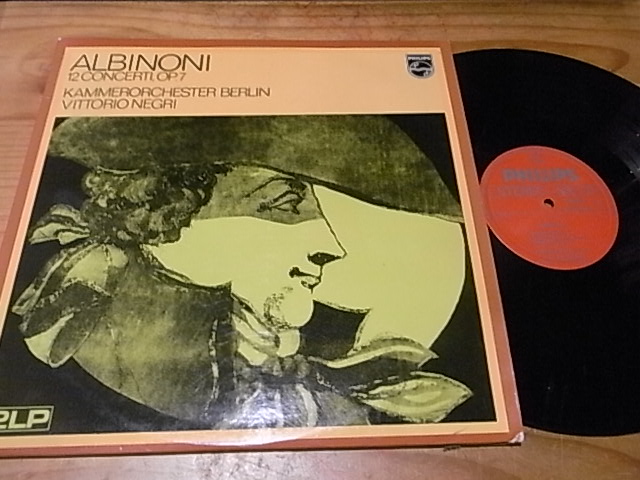 ALBINONI
12 CONCERTI, OP.7
KAMMERORCHESTER BERLIN
VITTORIO NEGRI
PHILIPS
2LP
PHILIPS